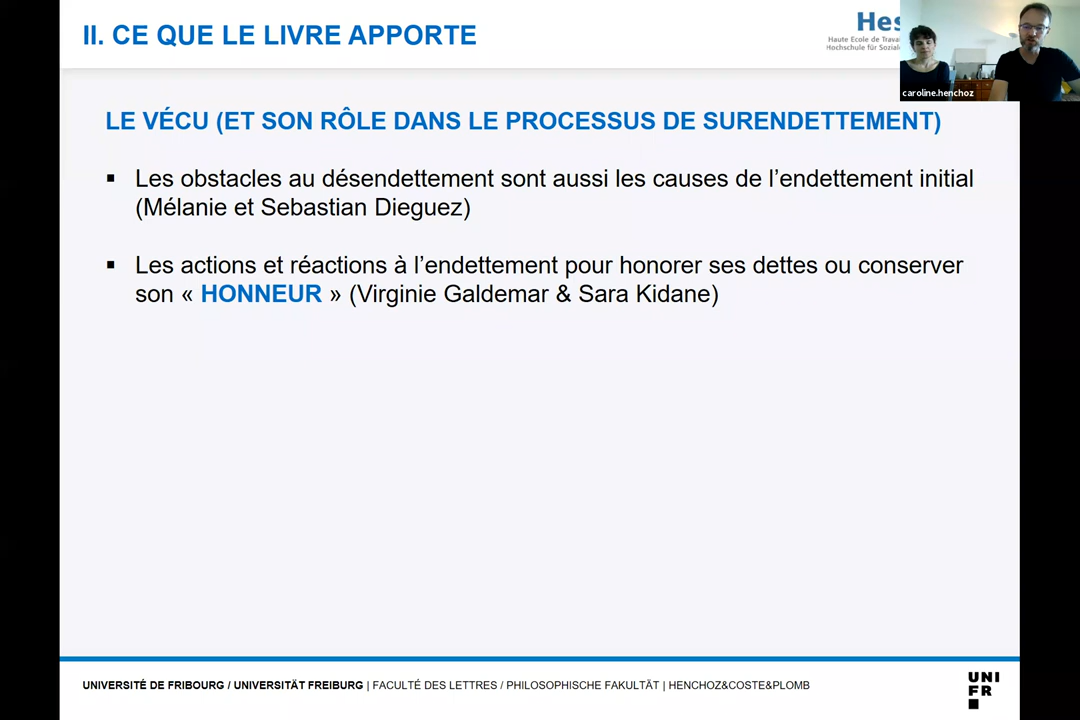 II. CE QUE LE LIVRE APPORTE
Hes
Haute Ecole de Trava
Hochschule für Sozial
caroline.henchoz
LE VÉCU (ET SON RÔLE DANS LE PROCESSUS DE SURENDETTEMENT)
▪ Les obstacles au désendettement sont aussi les causes de l’endettement initial
(Mélanie et Sebastian Dieguez)
▪ Les actions et réactions à l’endettement pour honorer ses dettes ou conserver
son « HONNEUR » (Virginie Galdemar & Sara Kidane)
UNIVERSITÉ DE FRIBOURG / UNIVERSITÄT FREIBURG | FACULTÉ DES LETTRES / PHILOSOPHISCHE FAKULTÄT | HENCHOZ&COSTE&PLOMB
UNI
FR